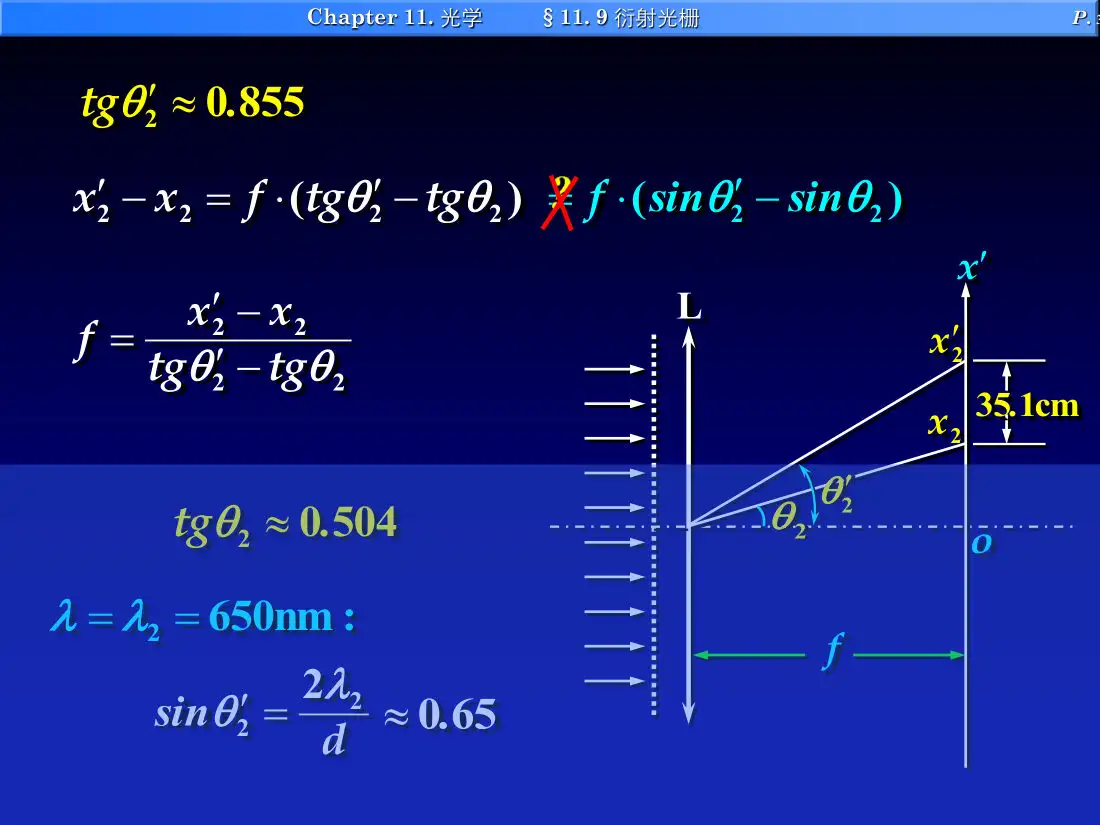 Chapter 11. 光学 §11. 9 衍射光栅 P.
tgθ′₂ ≈ 0.855
x′₂ − x₂ = f · (tgθ′₂ − tgθ₂) = f · (sinθ′₂ − sinθ₂)
?
f = (x′₂ − x₂) / (tgθ′₂ − tgθ₂)
x′
L
x′₂
35.1cm
x₂
θ′₂
θ₂
o
f
tgθ₂ ≈ 0.504
λ = λ₂ = 650nm :
sinθ′₂ = 2λ₂ / d ≈ 0.65